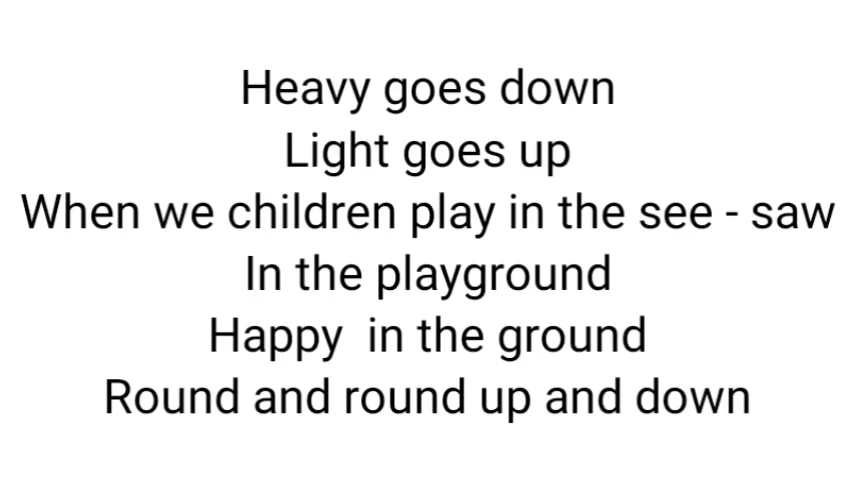 Heavy goes down
Light goes up
When we children play in the see - saw
In the playground
Happy  in the ground
Round and round up and down